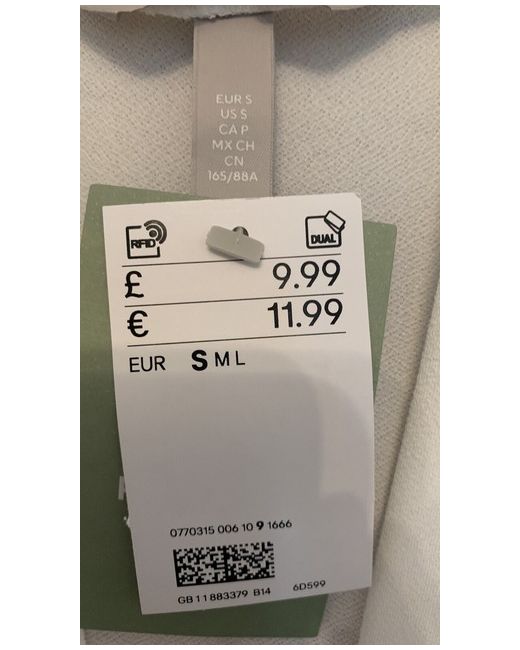 EUR S
US S
CA P
MX CH
CN
165/88A
RFID
DUAL
£ 9.99
€ 11.99
EUR S M L
0770315 006 10 9 1666
GB 11 883379 B14 6D599